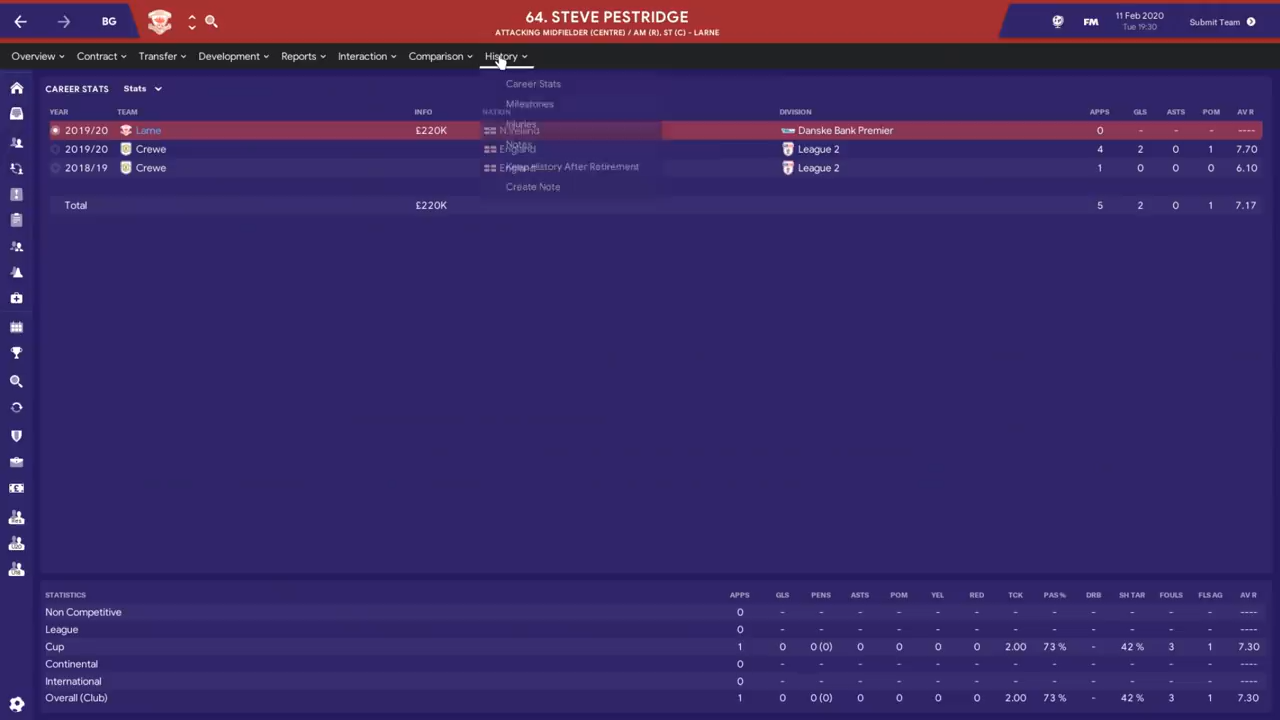 BG
64. STEVE PESTRIDGE
ATTACKING MIDFIELDER (CENTRE) / AM (R), ST (C) - LARNE
FM
11 Feb 2020
Tue 19:30
Submit Team
Overview Contract Transfer Development Reports Interaction Comparison History
CAREER STATS Stats
Career Stats
Milestones
Injuries
Notes
Keep History After Retirement
Create Note
YEAR TEAM INFO NATION DIVISION APPS GLS ASTS POM AV R
2019/20 Larne £220K N.Ireland Danske Bank Premier 0 - - - ----
2019/20 Crewe England League 2 4 2 0 1 7.70
2018/19 Crewe England League 2 1 0 0 0 6.10
Total £220K 5 2 0 1 7.17
STATISTICS APPS GLS PENS ASTS POM YEL RED TCK PAS % DRB SH TAR FOULS FLS AG AV R
Non Competitive 0 - - - - - - - - - - - - ----
League 0 - - - - - - - - - - - - ----
Cup 1 0 0 (0) 0 0 0 0 2.00 73 % - 42 % 3 1 7.30
Continental 0 - - - - - - - - - - - - ----
International 0 - - - - - - - - - - - - ----
Overall (Club) 1 0 0 (0) 0 0 0 0 2.00 73 % - 42 % 3 1 7.30